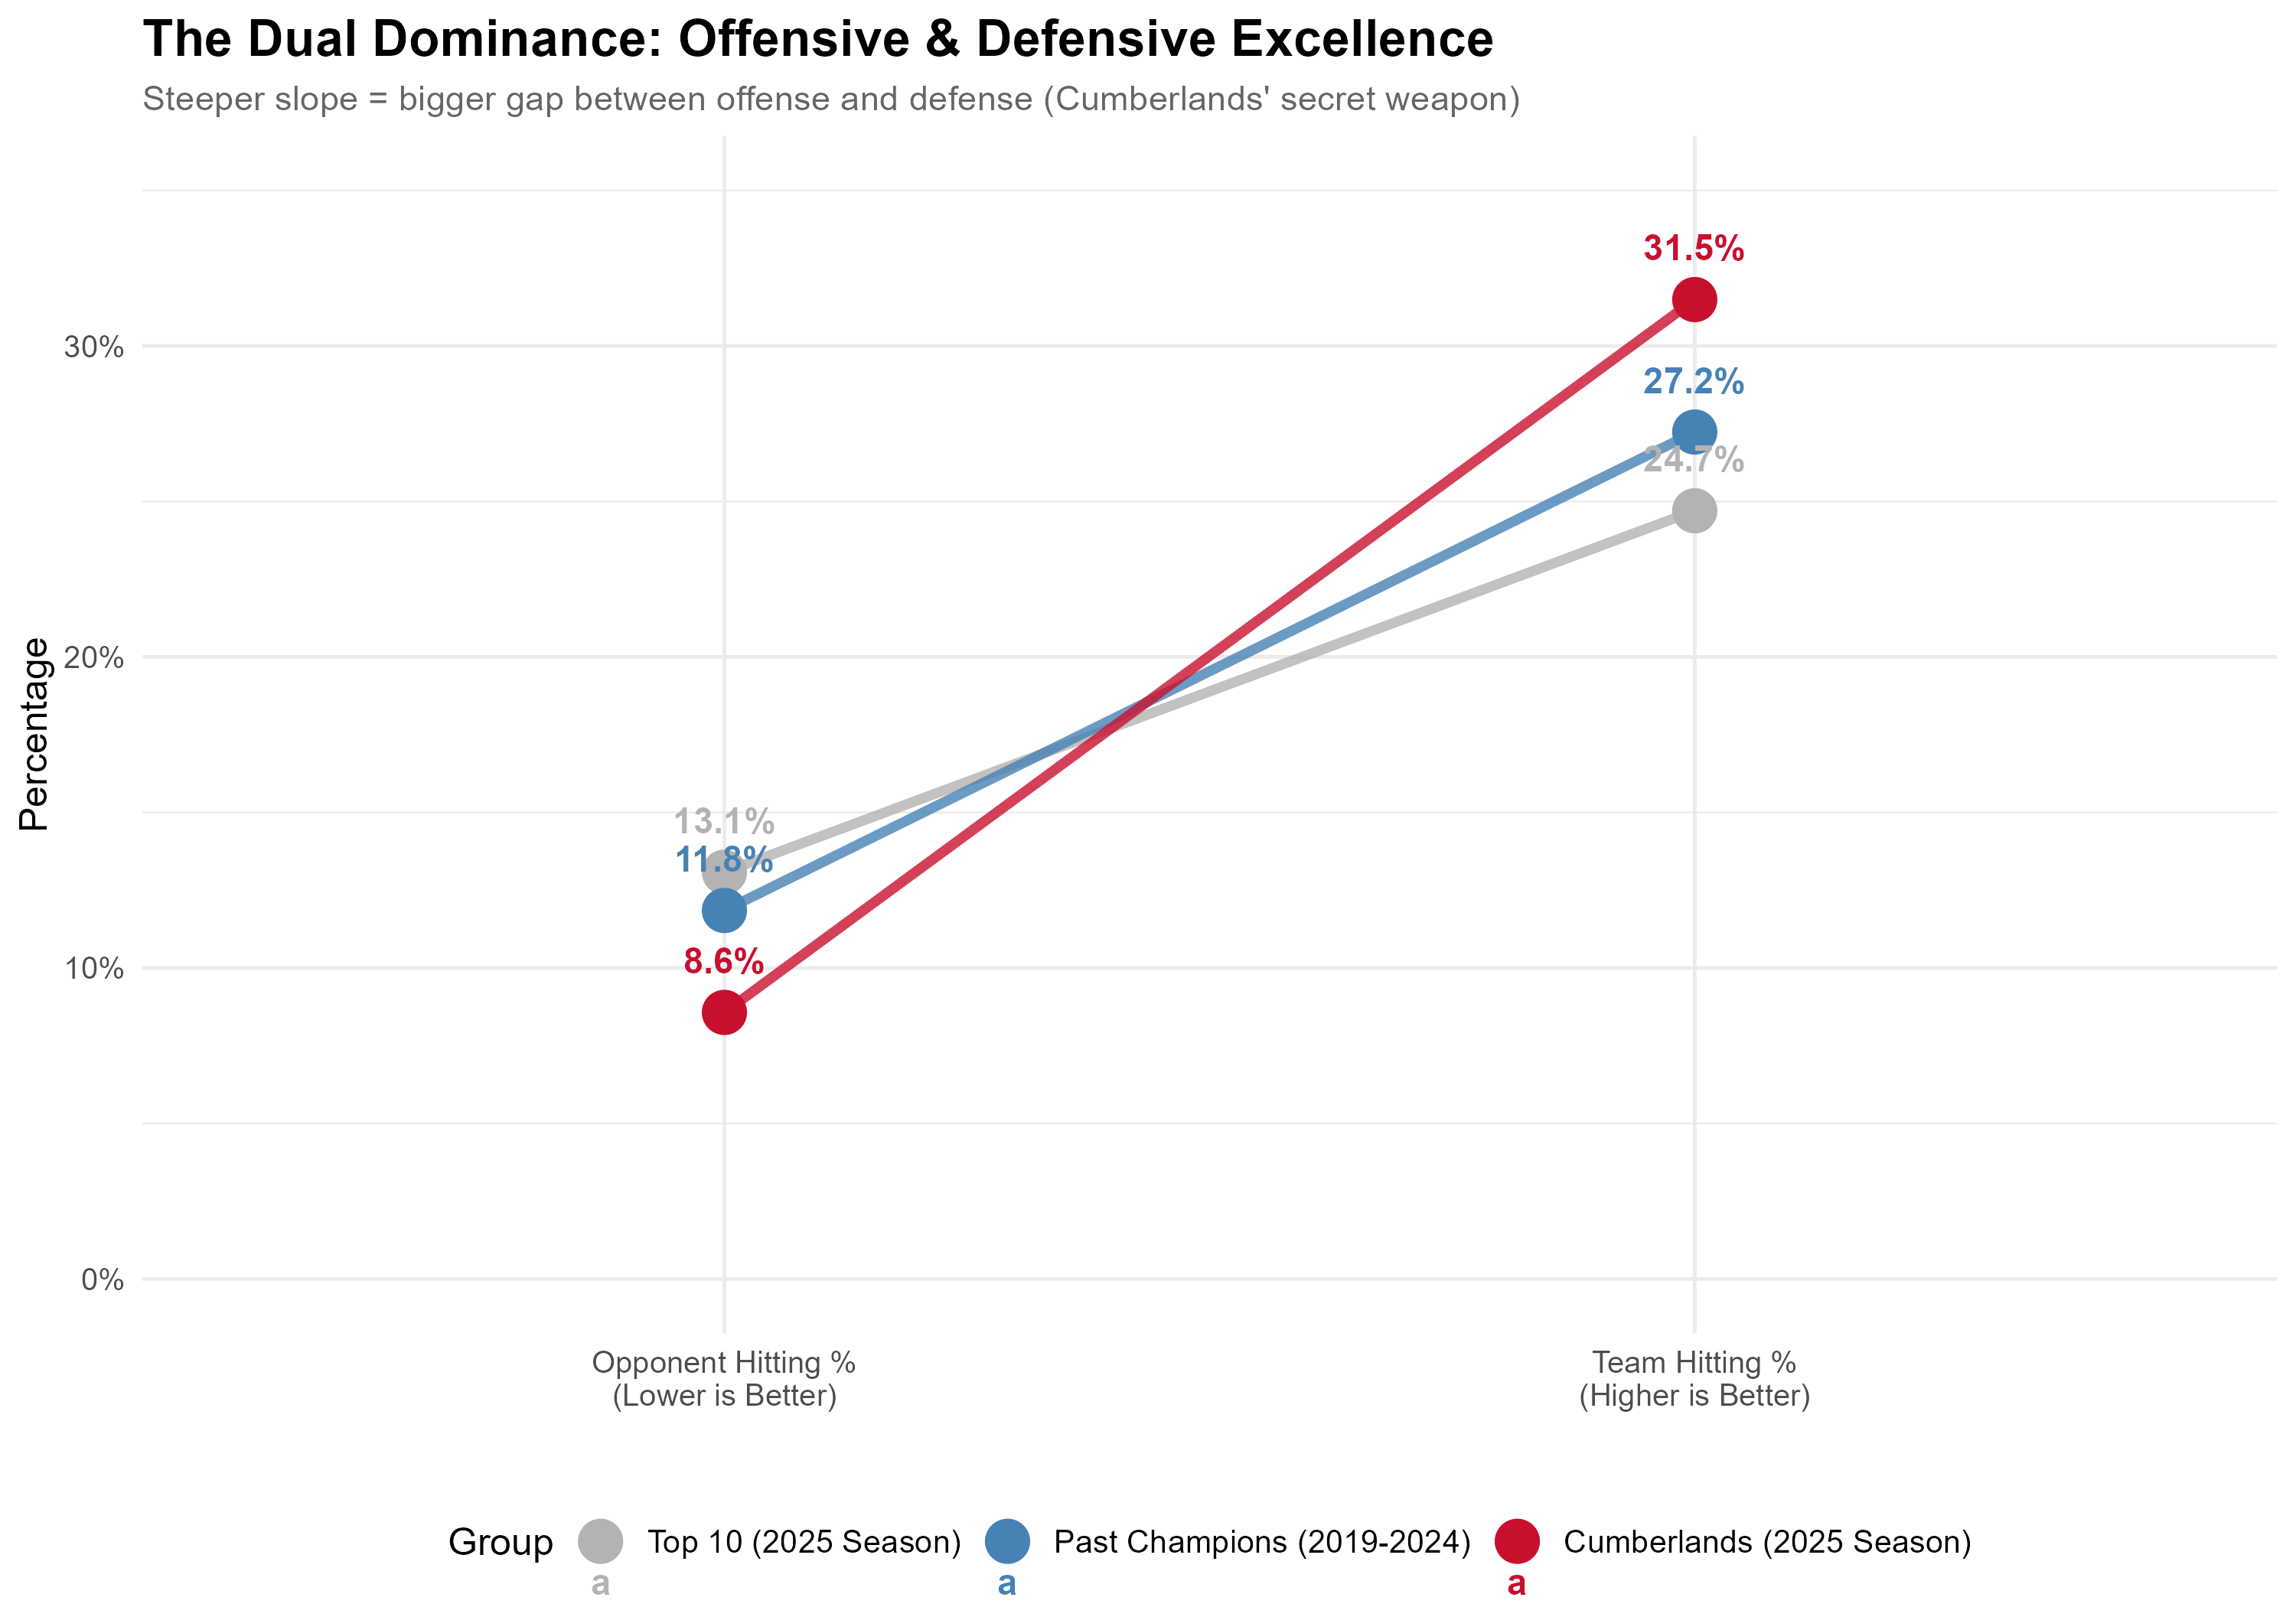 The Dual Dominance: Offensive & Defensive Excellence
Steeper slope = bigger gap between offense and defense (Cumberlands' secret weapon)
31.5%
30%
27.2%
24.7%
Percentage
20%
13.1%
11.8%
10%
8.6%
0%
Opponent Hitting %
(Lower is Better)
Team Hitting %
(Higher is Better)
Group
Top 10 (2025 Season)
Past Champions (2019-2024)
Cumberlands (2025 Season)
a
a
a